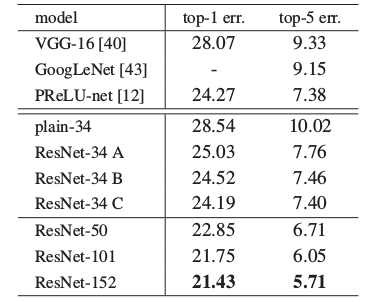 model top-1 err. top-5 err.
VGG-16 [40] 28.07 9.33
GoogLeNet [43] - 9.15
PReLU-net [12] 24.27 7.38
plain-34 28.54 10.02
ResNet-34 A 25.03 7.76
ResNet-34 B 24.52 7.46
ResNet-34 C 24.19 7.40
ResNet-50 22.85 6.71
ResNet-101 21.75 6.05
ResNet-152 21.43 5.71